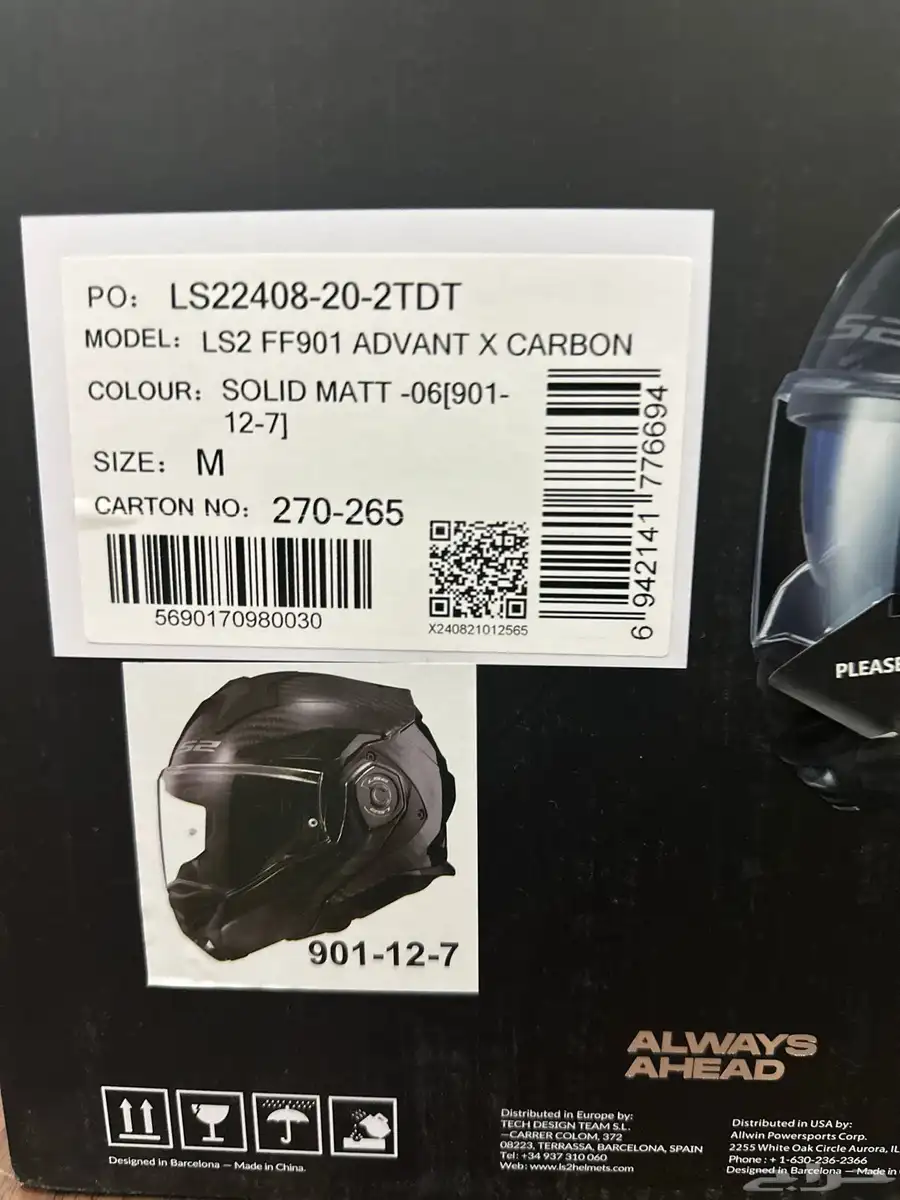 PO: LS22408-20-2TDT
MODEL: LS2 FF901 ADVANT X CARBON
COLOUR: SOLID MATT -06[901-
12-7]
SIZE: M
CARTON NO: 270-265
5690170980030
X240821012565
6 942141 776694
S2
PLEASE
S2
901-12-7
ALWAYS
AHEAD
Designed in Barcelona — Made in China.
Distributed in Europe by:
TECH DESIGN TEAM S.L.
—CARRER COLOM, 372
08223, TERRASSA, BARCELONA, SPAIN
Tel: +34 937 310 060
Web: www.ls2helmets.com
Distributed in USA by:
Allwin Powersports Corp.
2255 White Oak Circle Aurora, IL
Phone : + 1-630-236-2366
Designed in Barcelona — Made in
حراج